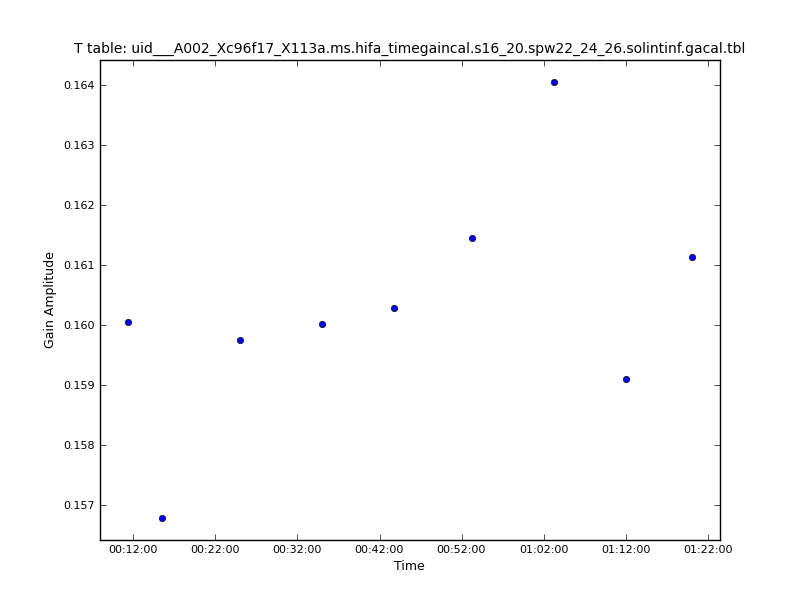 T table: uid___A002_Xc96f17_X113a.ms.hifa_timegaincal.s16_20.spw22_24_26.solintinf.gacal.tbl
0.164
0.163
0.162
0.161
0.160
0.159
0.158
0.157
Gain Amplitude
00:12:00 00:22:00 00:32:00 00:42:00 00:52:00 01:02:00 01:12:00 01:22:00
Time